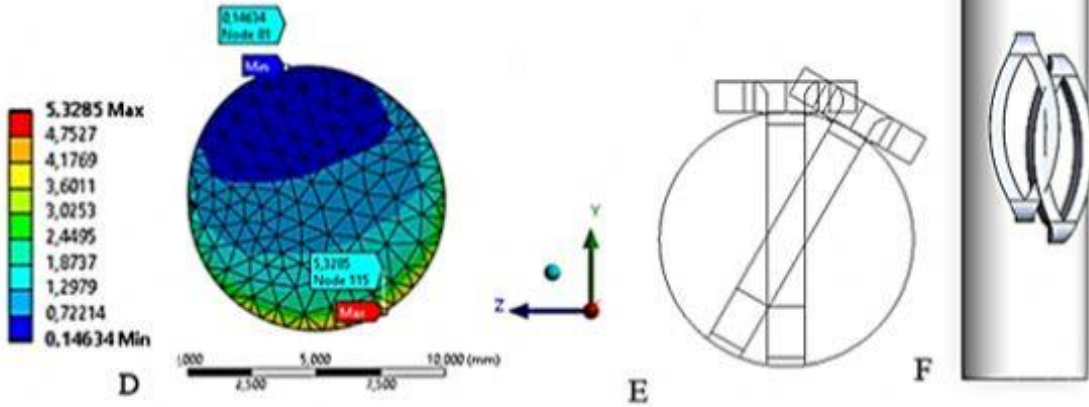 0,14634
Node 81
Min
5,3285 Max
4,7527
4,1769
3,6011
3,0253
2,4495
1,8737
1,2979
0,72214
0,14634 Min
5,3285
Node 515
Max
Y
Z
,000
5,000
10,000 (mm)
2,500
7,500
D
E
F